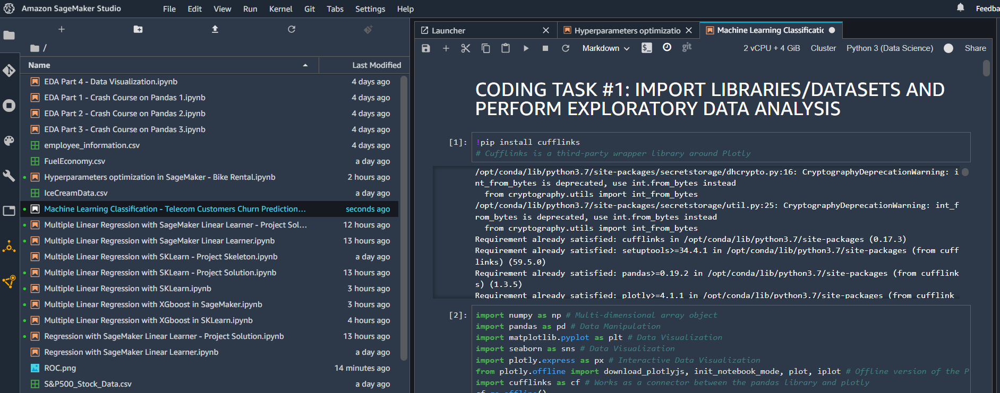 Amazon SageMaker Studio File Edit View Run Kernel Git Tabs Settings Help Feedba
Launcher
Hyperparameters optimizatio
Machine Learning Classificatic
/
Markdown git 2 vCPU + 4 GiB Cluster Python 3 (Data Science) Share
Name Last Modified
EDA Part 4 - Data Visualization.ipynb 4 days ago
EDA Part 1 - Crash Course on Pandas 1.ipynb 4 days ago
EDA Part 2 - Crash Course on Pandas 2.ipynb 4 days ago
EDA Part 3 - Crash Course on Pandas 3.ipynb 4 days ago
employee_information.csv 4 days ago
FuelEconomy.csv a day ago
Hyperparameters optimization in SageMaker - Bike Rental.ipynb 2 hours ago
IceCreamData.csv a day ago
Machine Learning Classification - Telecom Customers Churn Prediction... seconds ago
Multiple Linear Regression with SageMaker Linear Learner - Project Sol... 12 hours ago
Multiple Linear Regression with SageMaker Linear Learner.ipynb 13 hours ago
Multiple Linear Regression with SKLearn - Project Skeleton.ipynb a day ago
Multiple Linear Regression with SKLearn - Project Solution.ipynb 13 hours ago
Multiple Linear Regression with SKLearn.ipynb 3 hours ago
Multiple Linear Regression with XGboost in SageMaker.ipynb 3 hours ago
Multiple Linear Regression with XGboost in SKLearn.ipynb 4 hours ago
Regression with SageMaker Linear Learner - Project Solution.ipynb 13 hours ago
Regression with SageMaker Linear Learner.ipynb a day ago
ROC.png 14 minutes ago
S&P500_Stock_Data.csv a day ago
CODING TASK #1: IMPORT LIBRARIES/DATASETS AND
PERFORM EXPLORATORY DATA ANALYSIS
[1]: !pip install cufflinks
# Cufflinks is a third-party wrapper library around Plotly
/opt/conda/lib/python3.7/site-packages/secretstorage/dhcrypto.py:16: CryptographyDeprecationWarning: i
nt_from_bytes is deprecated, use int.from_bytes instead
from cryptography.utils import int_from_bytes
/opt/conda/lib/python3.7/site-packages/secretstorage/util.py:25: CryptographyDeprecationWarning: int_f
rom_bytes is deprecated, use int.from_bytes instead
from cryptography.utils import int_from_bytes
Requirement already satisfied: cufflinks in /opt/conda/lib/python3.7/site-packages (0.17.3)
Requirement already satisfied: setuptools>=34.4.1 in /opt/conda/lib/python3.7/site-packages (from cuff
links) (59.5.0)
Requirement already satisfied: pandas>=0.19.2 in /opt/conda/lib/python3.7/site-packages (from cufflink
s) (1.3.5)
Requirement already satisfied: plotly>=4.1.1 in /opt/conda/lib/python3.7/site-packages (from cufflink
[2]: import numpy as np # Multi-dimensional array object
import pandas as pd # Data Manipulation
import matplotlib.pyplot as plt # Data Visualization
import seaborn as sns # Data Visualization
import plotly.express as px # Interactive Data Visualization
from plotly.offline import download_plotlyjs, init_notebook_mode, plot, iplot # Offline version of the P
import cufflinks as cf # Works as a connector between the pandas library and plotly
cf.go_offline()